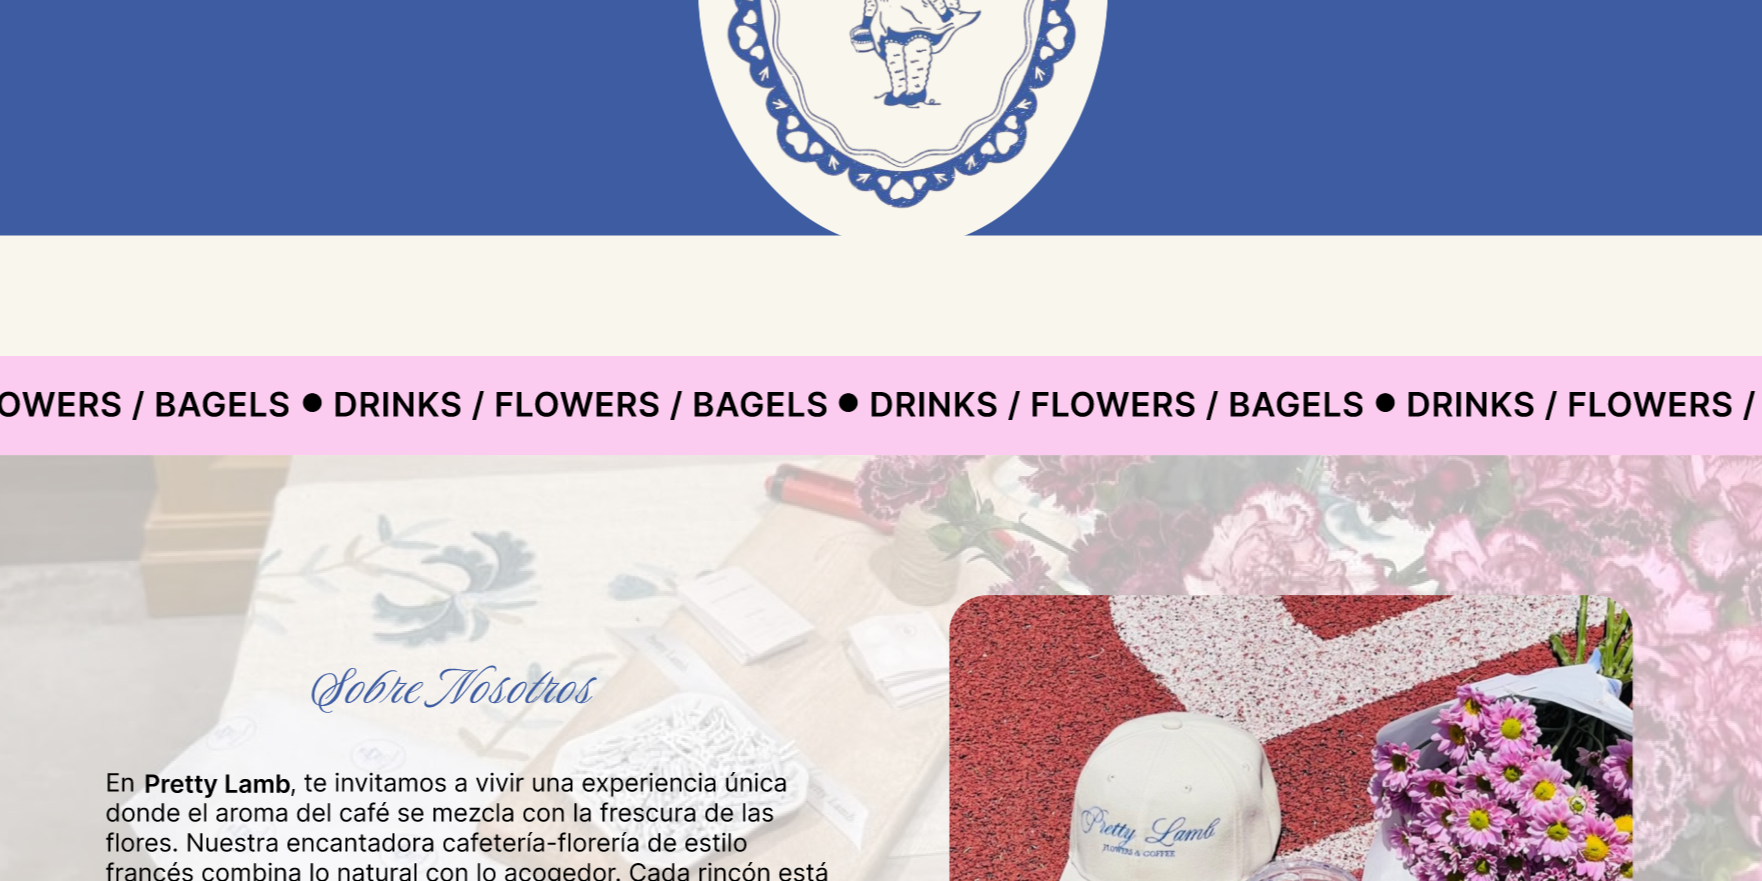 OWERS / BAGELS ● DRINKS / FLOWERS / BAGELS ● DRINKS / FLOWERS / BAGELS ● DRINKS / FLOWERS /
Sobre Nosotros
En Pretty Lamb, te invitamos a vivir una experiencia única
donde el aroma del café se mezcla con la frescura de las
flores. Nuestra encantadora cafetería-florería de estilo
francés combina lo natural con lo acogedor. Cada rincón está
Pretty Lamb
FLOWERS & COFFEE